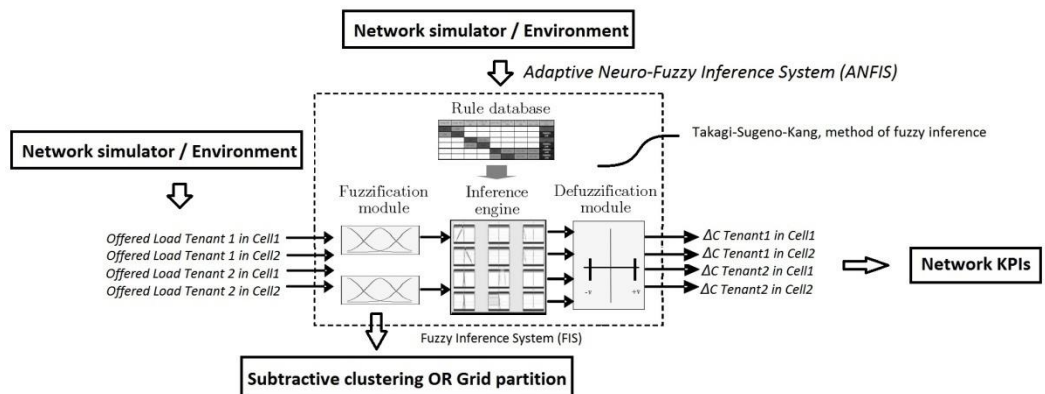 Network simulator / Environment
Adaptive Neuro-Fuzzy Inference System (ANFIS)
Rule database
Takagi-Sugeno-Kang, method of fuzzy inference
Network simulator / Environment
Fuzzification
module
Inference
engine
Defuzzification
module
Offered Load Tenant 1 in Cell1
Offered Load Tenant 1 in Cell2
Offered Load Tenant 2 in Cell1
Offered Load Tenant 2 in Cell2
ΔC Tenant1 in Cell1
ΔC Tenant1 in Cell2
ΔC Tenant2 in Cell1
ΔC Tenant2 in Cell2
Network KPIs
Fuzzy Inference System (FIS)
Subtractive clustering OR Grid partition